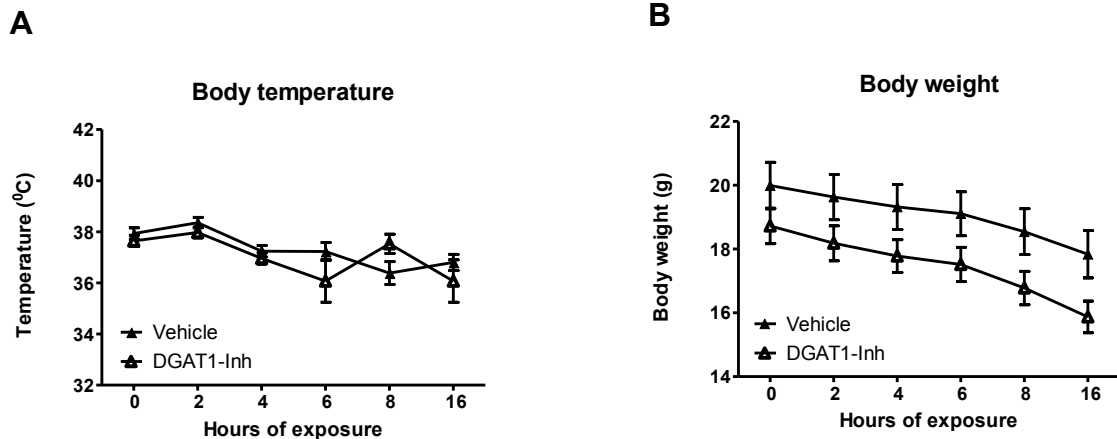 A
Body temperature
Temperature (⁰C)
42
40
38
36
34
32
Vehicle
DGAT1-Inh
0 2 4 6 8 16
Hours of exposure
B
Body weight
Body weight (g)
22
20
18
16
14
Vehicle
DGAT1-Inh
0 2 4 6 8 16
Hours of exposure